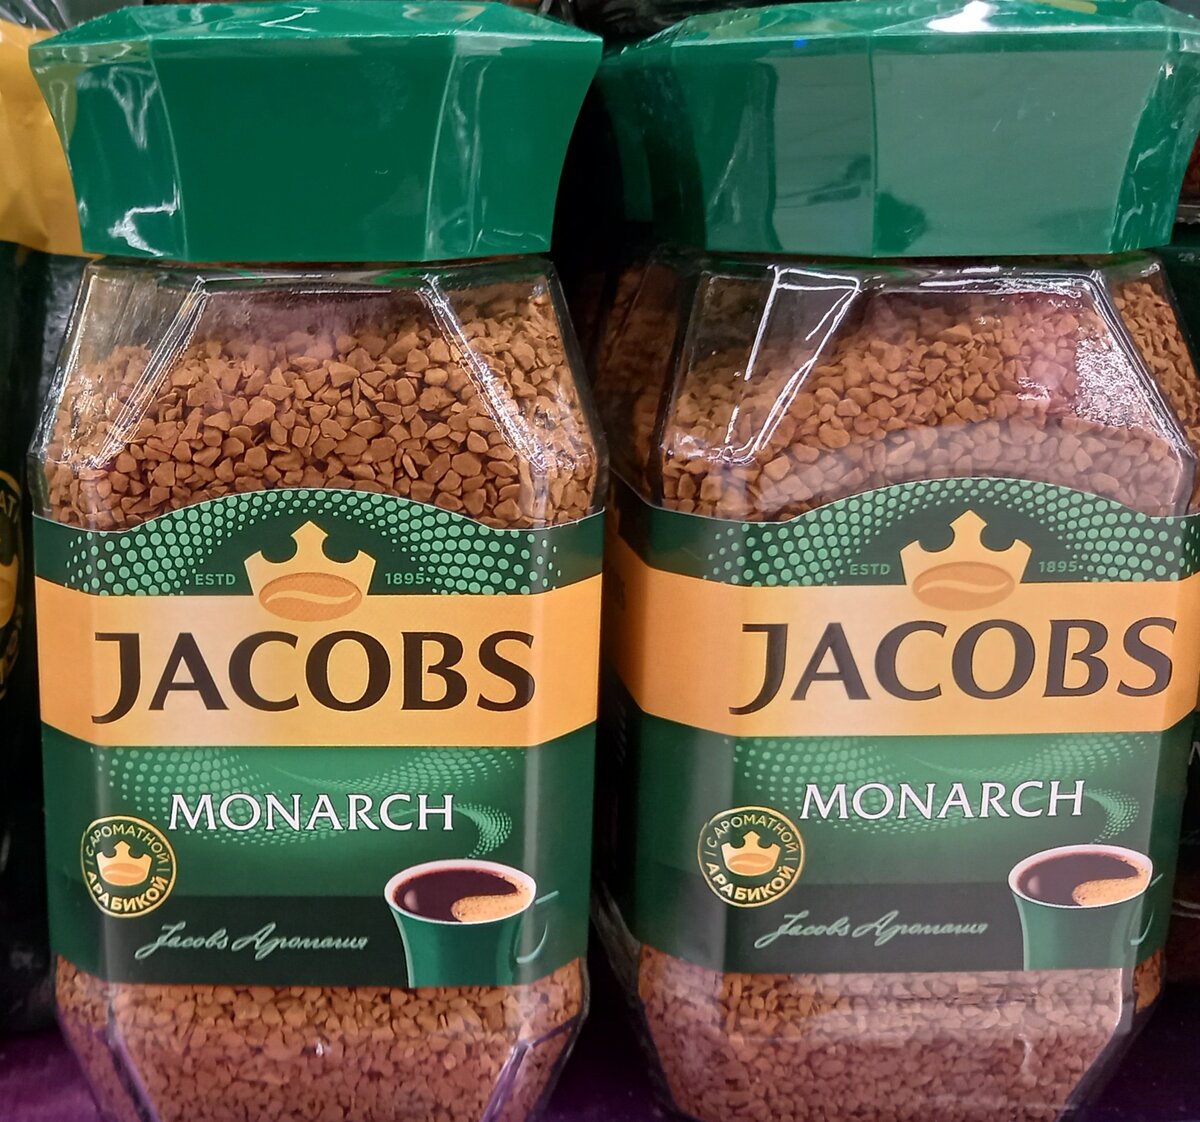 ESTD 1895
JACOBS
MONARCH
С АРОМАТНОЙ
АРАБИКОЙ
Jacobs Аромагия
ESTD 1895
JACOBS
MONARCH
С АРОМАТНОЙ
АРАБИКОЙ
Jacobs Аромагия